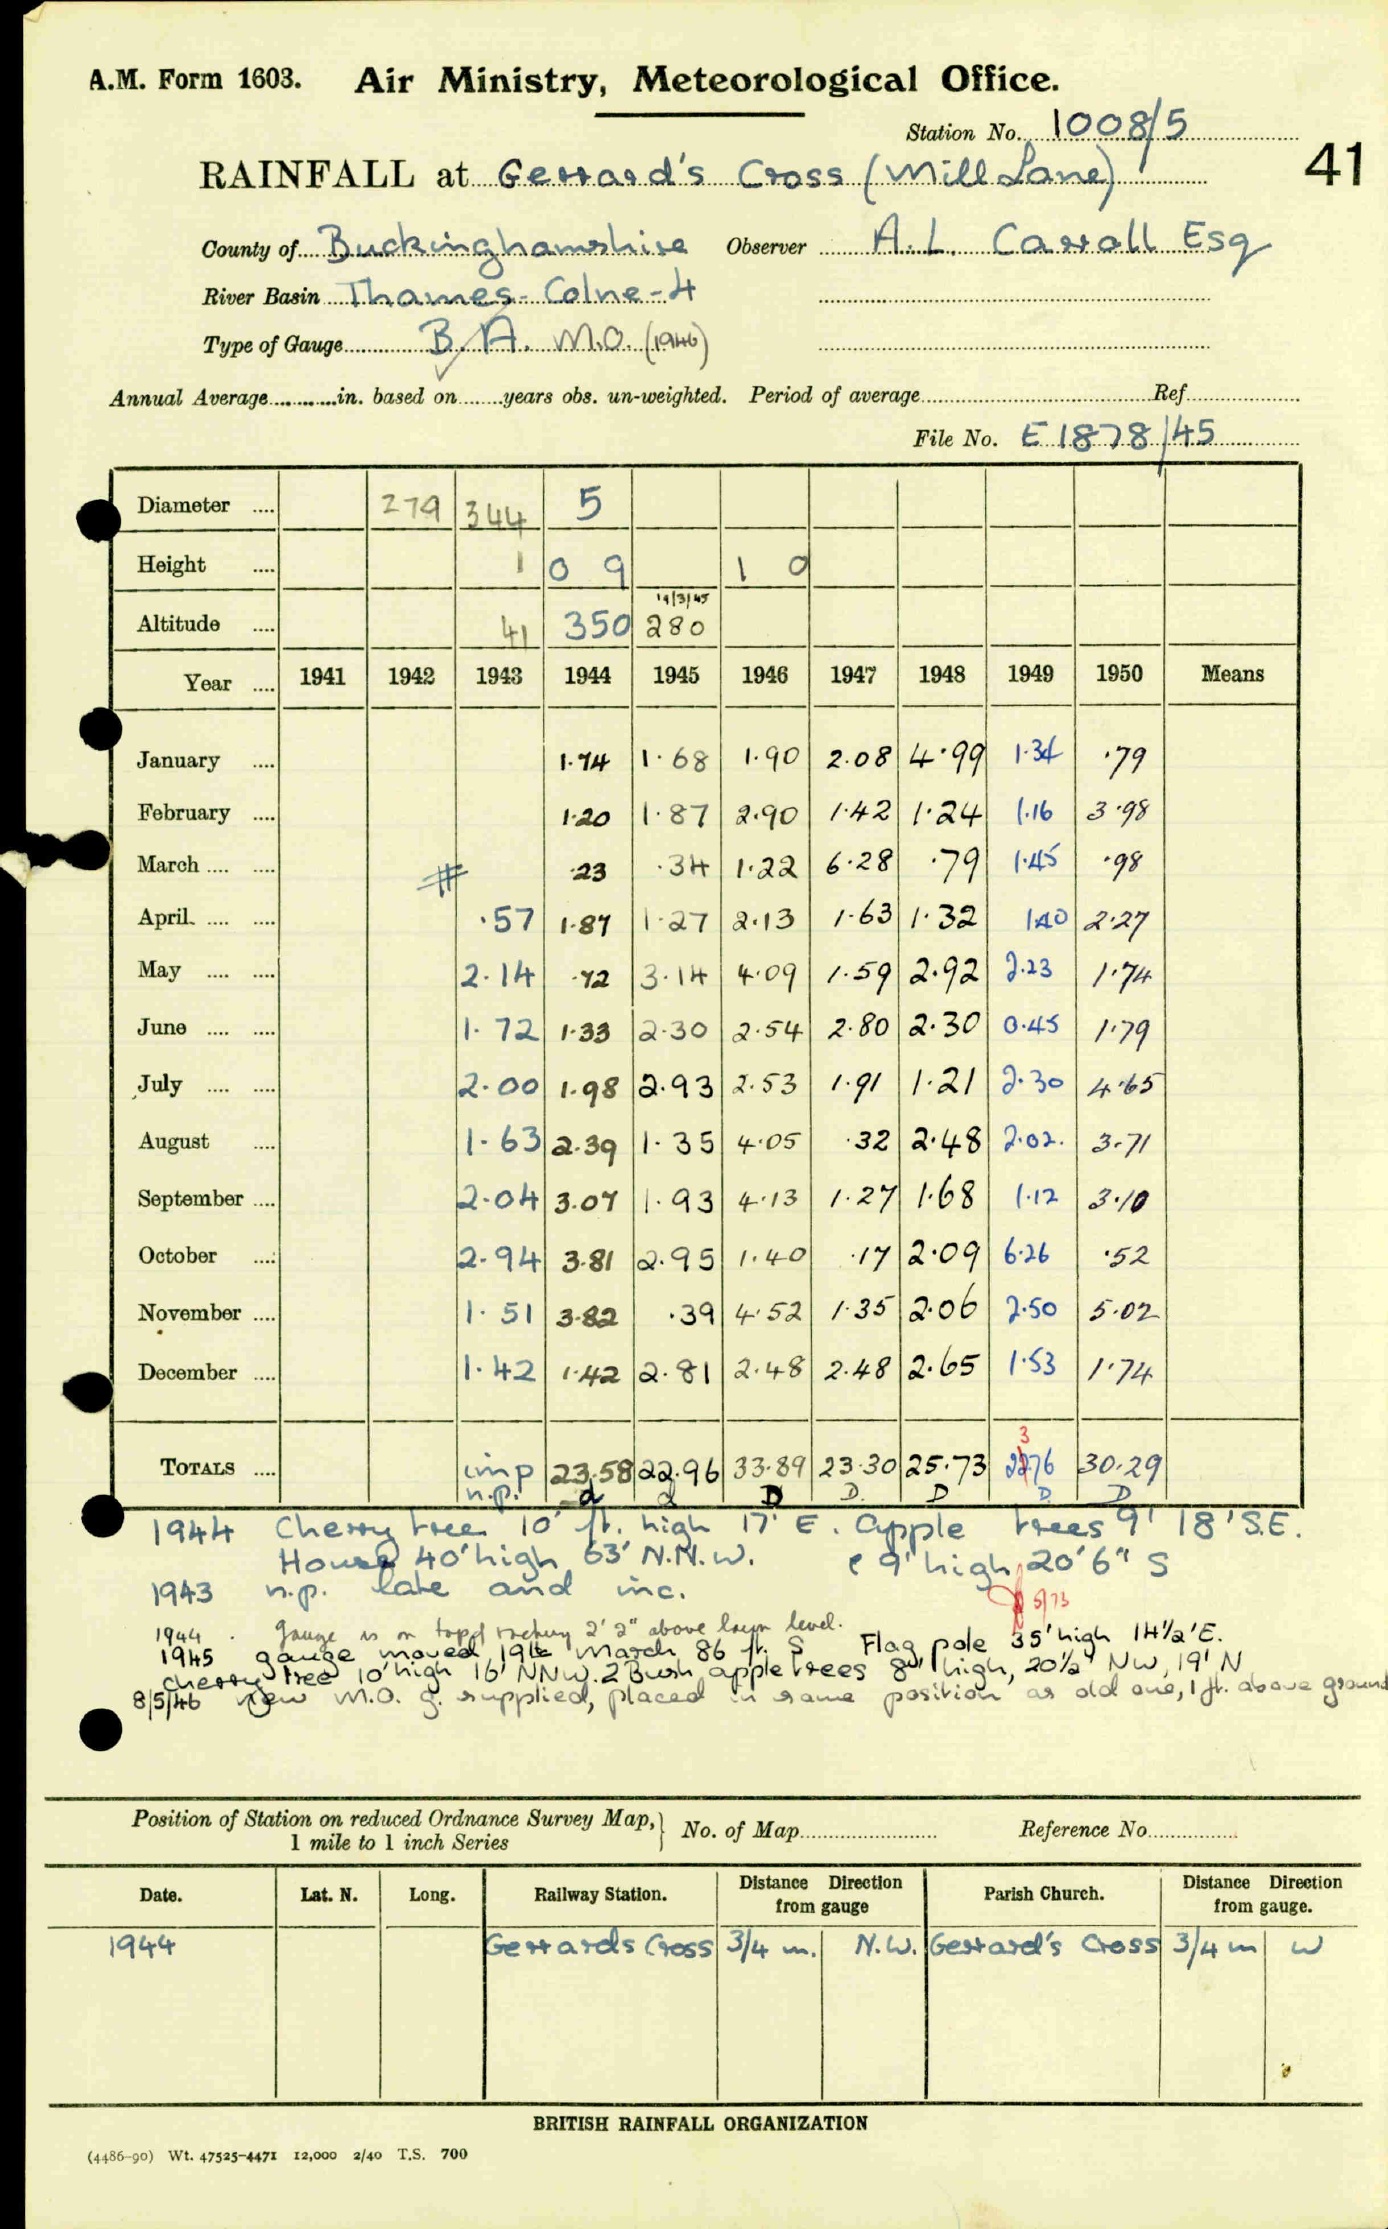 A.M. Form 1603. Air Ministry, Meteorological Office.
Station No. 1008/5
41
RAINFALL at Gerrard's Cross (Mill Lane)
County of Buckinghamshire Observer A.L. Carroll Esq
River Basin Thames - Colne - 4
Type of Gauge B.A. M.O. (1946)
Annual Average in. based on years obs. un-weighted. Period of average Ref
File No. E 1878/45
Diameter 279 344 5
Height 1 0 9 1 0
19/3/45
Altitude 41 350 280
Year 1941 1942 1943 1944 1945 1946 1947 1948 1949 1950 Means
January 1.74 1.68 1.90 2.08 4.99 1.34 .79
February 1.20 1.87 2.90 1.42 1.24 1.16 3.98
March # .23 .34 1.22 6.28 .79 1.45 .98
April .57 1.87 1.27 2.13 1.63 1.32 1.40 2.27
May 2.14 .72 3.14 4.09 1.59 2.92 2.23 1.74
June 1.72 1.33 2.30 2.54 2.80 2.30 0.45 1.79
July 2.00 1.98 2.93 2.53 1.91 1.21 2.30 4.65
August 1.63 2.39 1.35 4.05 .32 2.48 2.02. 3.71
September 2.04 3.07 1.93 4.13 1.27 1.68 1.12 3.10
October 2.94 3.81 2.95 1.40 .17 2.09 6.26 .52
November 1.51 3.82 .39 4.52 1.35 2.06 2.50 5.02
December 1.42 1.42 2.81 2.48 2.48 2.65 1.53 1.74
3
TOTALS imp 23.58 22.96 33.89 23.30 25.73 2276 30.29
n.p. d d D D. D D D
1944 Cherry tree 10' ft. high 17' E. apple trees 9' 18' S.E.
House 40' high 63' N.N.W. & 9' high 20' 6" S
1943 n.p. late and inc.
5/73
1944. Gauge is on top of rockery 2' 2" above lawn level.
1945 gauge moved 19th March 86 ft. S Flag pole 35' high 14½' E.
cherry tree 10' high 16' NNW. 2 Bush apple trees 8' high, 20½' NW, 19' N
8/5/46 New M.O. g. supplied, placed in same position as old one, 1 ft. above ground
Position of Station on reduced Ordnance Survey Map, } No. of Map Reference No.
1 mile to 1 inch Series
Date. Lat. N. Long. Railway Station. Distance Direction from gauge Parish Church. Distance Direction from gauge.
1944 Gerrards Cross 3/4 m. N.W. Gerrard's Cross 3/4 m W
BRITISH RAINFALL ORGANIZATION
(4486-90) Wt. 47525-4471 12,000 2/40 T.S. 700